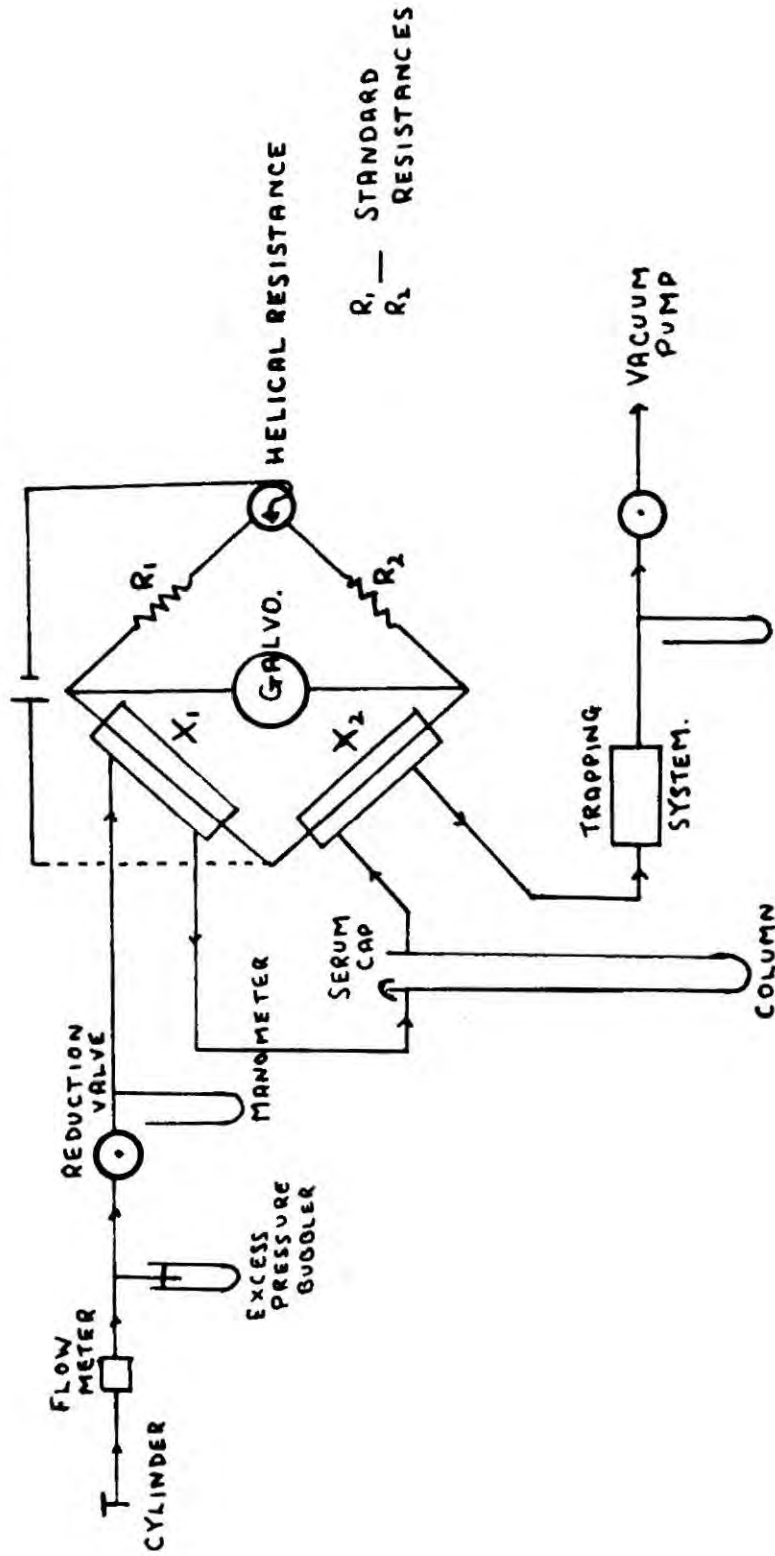 CYLINDER
FLOW
METER
EXCESS
PRESSURE
BUBBLER
REDUCTION
VALVE
MANOMETER
SERUM
CAP
COLUMN
X₁
X₂
GALVO.
R₁
R₂
HELICAL RESISTANCE
R₁ — STANDARD
R₂ RESISTANCES
TRAPPING
SYSTEM.
VACUUM
PUMP